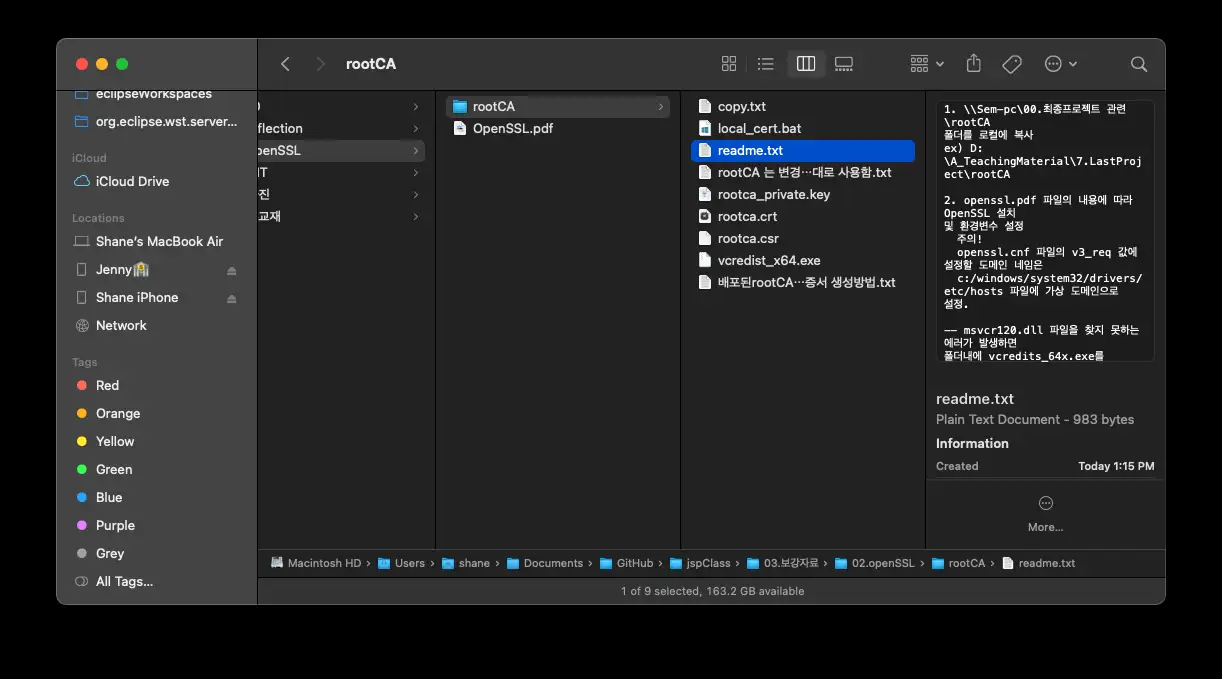 rootCA
eclipseWorkspaces
org.eclipse.wst.server...
iCloud
iCloud Drive
Locations
Shane's MacBook Air
Jenny
Shane iPhone
Network
Tags
Red
Orange
Yellow
Green
Blue
Purple
Grey
All Tags...
flection
penSSL
진
교재
rootCA
OpenSSL.pdf
copy.txt
local_cert.bat
readme.txt
rootCA 는 변경…대로 사용함.txt
rootca_private.key
rootca.crt
rootca.csr
vcredist_x64.exe
배포된rootCA…증서 생성방법.txt
1. \\Sem-pc\00.최종프로젝트 관련
\rootCA
폴더를 로컬에 복사
ex) D:
\A_TeachingMaterial\7.LastProj
ect\rootCA
2. openssl.pdf 파일의 내용에 따라
OpenSSL 설치
및 환경변수 설정
주의!
openssl.cnf 파일의 v3_req 값에
설정할 도메인 네임은
c:/windows/system32/drivers/
etc/hosts 파일에 가상 도메인으로
설정.
-- msvcr120.dll 파일을 찾지 못하는
에러가 발생하면
폴더내에 vcredits_64x.exe를
readme.txt
Plain Text Document - 983 bytes
Information
Created Today 1:15 PM
More...
Macintosh HD › Users › shane › Documents › GitHub › jspClass › 03.보강자료 › 02.openSSL › rootCA › readme.txt
1 of 9 selected, 163.2 GB available